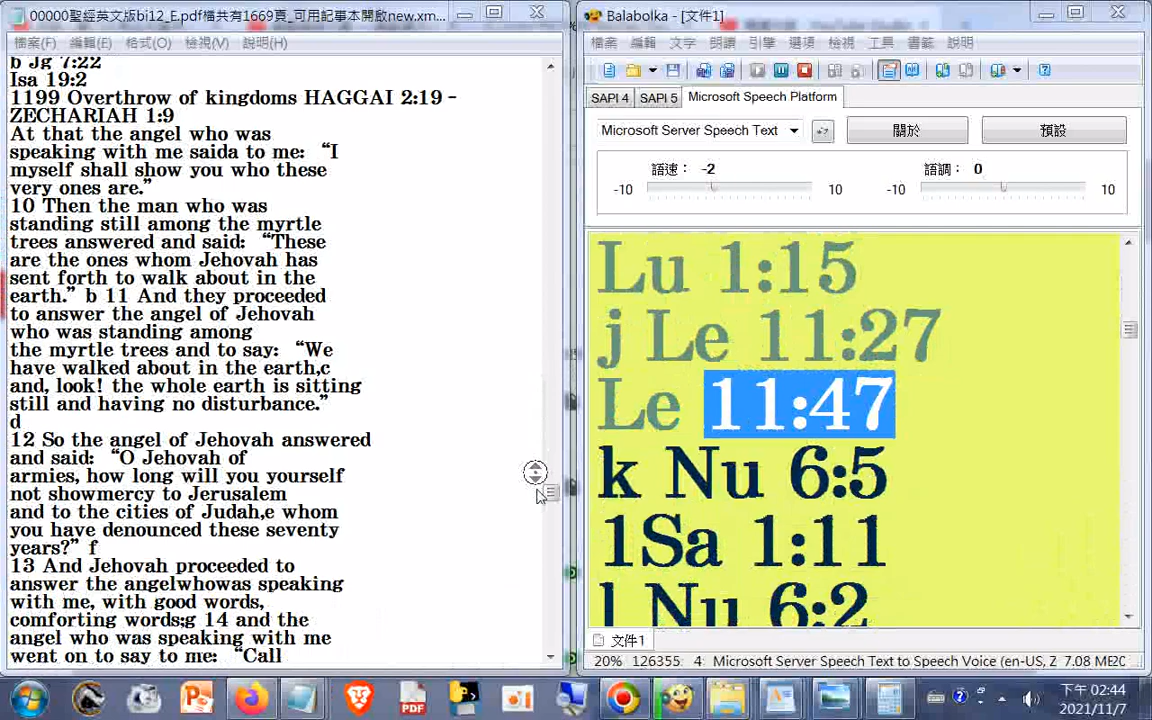 00000聖經英文版bi12_E.pdf檔共有1669頁_可用記事本開啟new.xm...
檔案(F) 編輯(E) 格式(O) 檢視(V) 說明(H)
b Jg 7:22
Isa 19:2
1199 Overthrow of kingdoms HAGGAI 2:19 -
ZECHARIAH 1:9
At that the angel who was
speaking with me saida to me: “I
myself shall show you who these
very ones are.”
10 Then the man who was
standing still among the myrtle
trees answered and said: “These
are the ones whom Jehovah has
sent forth to walk about in the
earth.” b 11 And they proceeded
to answer the angel of Jehovah
who was standing among
the myrtle trees and to say: “We
have walked about in the earth,c
and, look! the whole earth is sitting
still and having no disturbance.”
d
12 So the angel of Jehovah answered
and said: “O Jehovah of
armies, how long will you yourself
not showmercy to Jerusalem
and to the cities of Judah,e whom
you have denounced these seventy
years?” f
13 And Jehovah proceeded to
answer the angelwhowas speaking
with me, with good words,
comforting words;g 14 and the
angel who was speaking with me
went on to say to me: “Call
Balabolka - [文件1]
檔案 編輯 文字 朗讀 引擎 選項 檢視 工具 書籤 說明
SAPI 4 SAPI 5 Microsoft Speech Platform
Microsoft Server Speech Text 關於 預設
語速： -2 語調： 0
-10 10 -10 10
Lu 1:15
j Le 11:27
Le 11:47
k Nu 6:5
1Sa 1:11
l Nu 6:2
文件1
20% 126355: 4: Microsoft Server Speech Text to Speech Voice (en-US, Z 7.08 ME2C
PDF
下午 02:44
2021/11/7